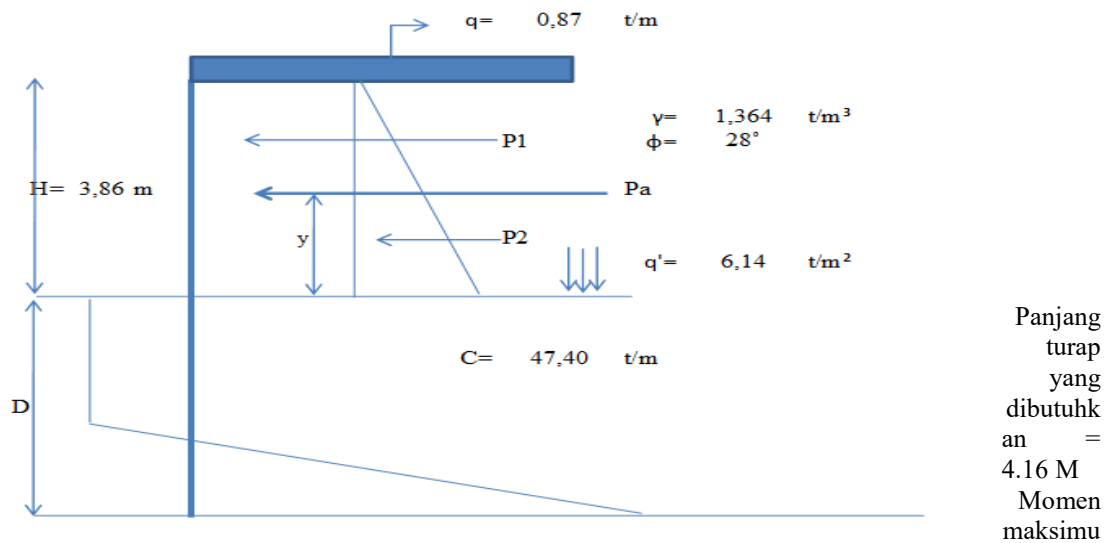 q= 0,87 t/m
γ= 1,364 t/m³
P1
ϕ= 28°
H= 3,86 m
Pa
y
P2
q'= 6,14 t/m²
C= 47,40 t/m
D
Panjang
turap
yang
dibutuhk
an =
4.16 M
Momen
maksimu